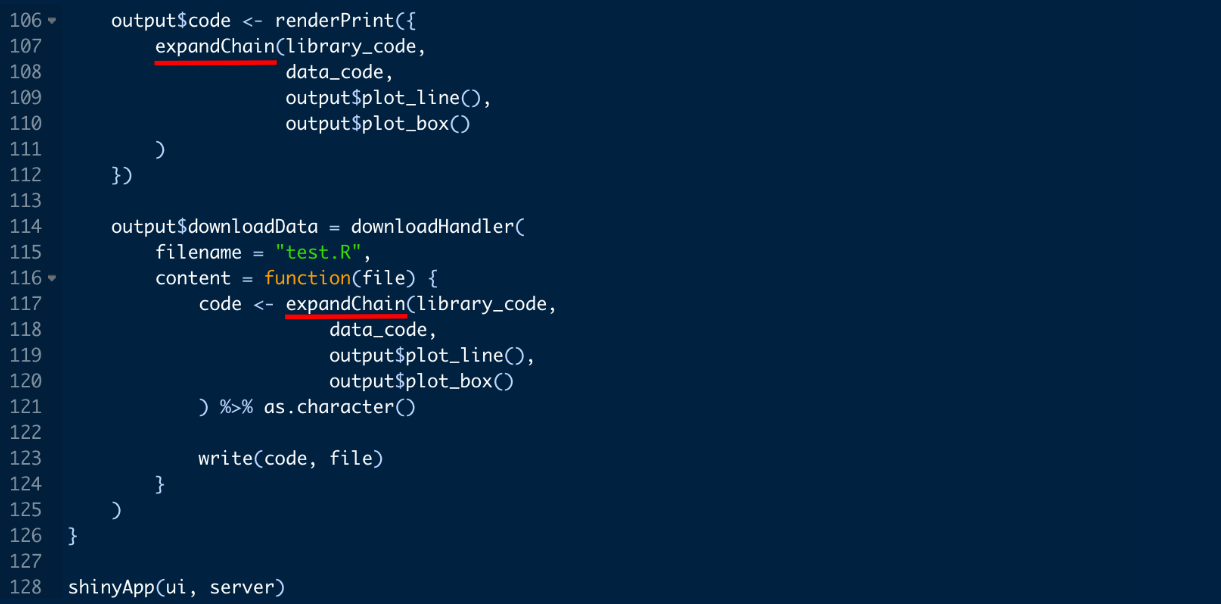 106 output$code <- renderPrint({
107 expandChain(library_code,
108 data_code,
109 output$plot_line(),
110 output$plot_box()
111 )
112 })
113
114 output$downloadData = downloadHandler(
115 filename = "test.R",
116 content = function(file) {
117 code <- expandChain(library_code,
118 data_code,
119 output$plot_line(),
120 output$plot_box()
121 ) %>% as.character()
122
123 write(code, file)
124 }
125 )
126 }
127
128 shinyApp(ui, server)